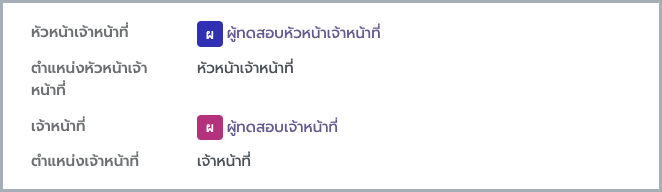 หัวหน้าเจ้าหน้าที่ ผ ผู้ทดสอบหัวหน้าเจ้าหน้าที่
ตำแหน่งหัวหน้าเจ้า หัวหน้าเจ้าหน้าที่
หน้าที่
เจ้าหน้าที่ ผ ผู้ทดสอบเจ้าหน้าที่
ตำแหน่งเจ้าหน้าที่ เจ้าหน้าที่